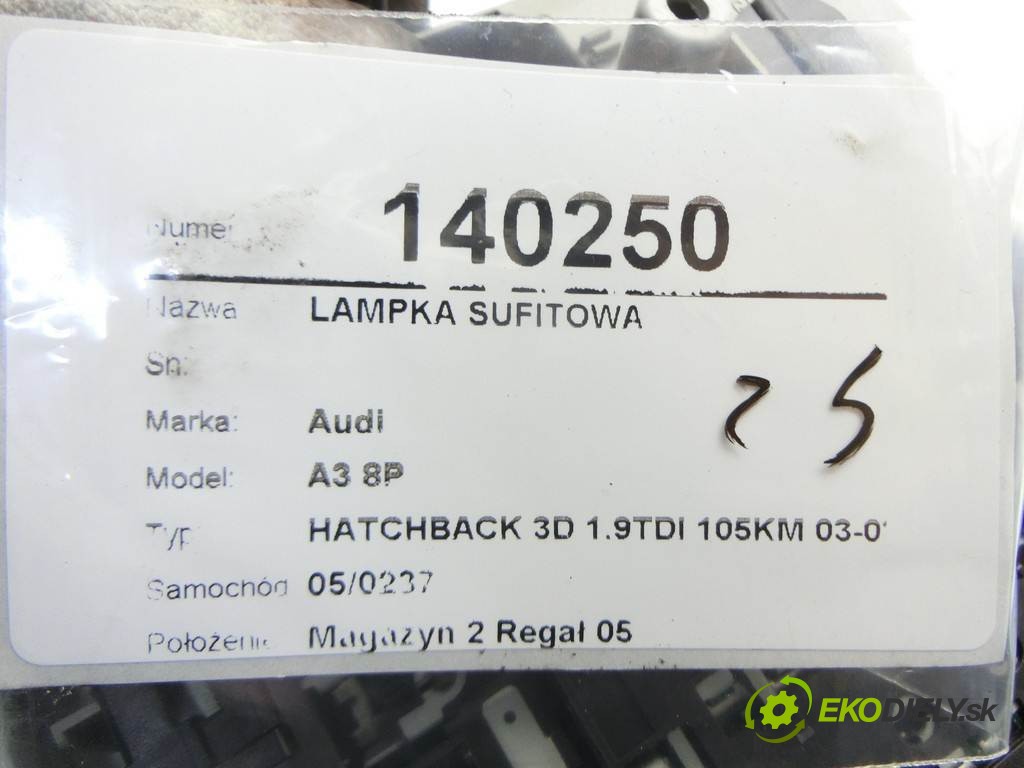 Numer 140250
Nazwa LAMPKA SUFITOWA
Sn:
25
Marka: Audi
Model: A3 8P
Typ HATCHBACK 3D 1.9TDI 105KM 03-0
Samochód 05/0237
Położenie Magazyn 2 Regał 05
EKODIELY.sk